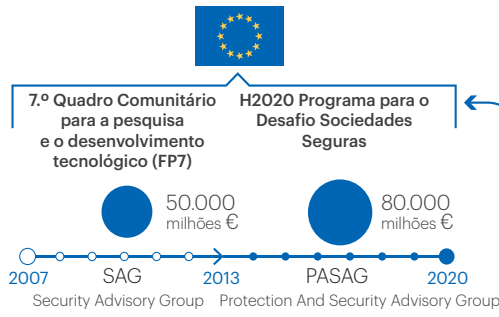 7.º Quadro Comunitário
para a pesquisa
e o desenvolvimento
tecnológico (FP7)
H2020 Programa para o
Desafio Sociedades
Seguras
50.000
milhões €
80.000
milhões €
2007
SAG
2013
PASAG
2020
Security Advisory Group
Protection And Security Advisory Group